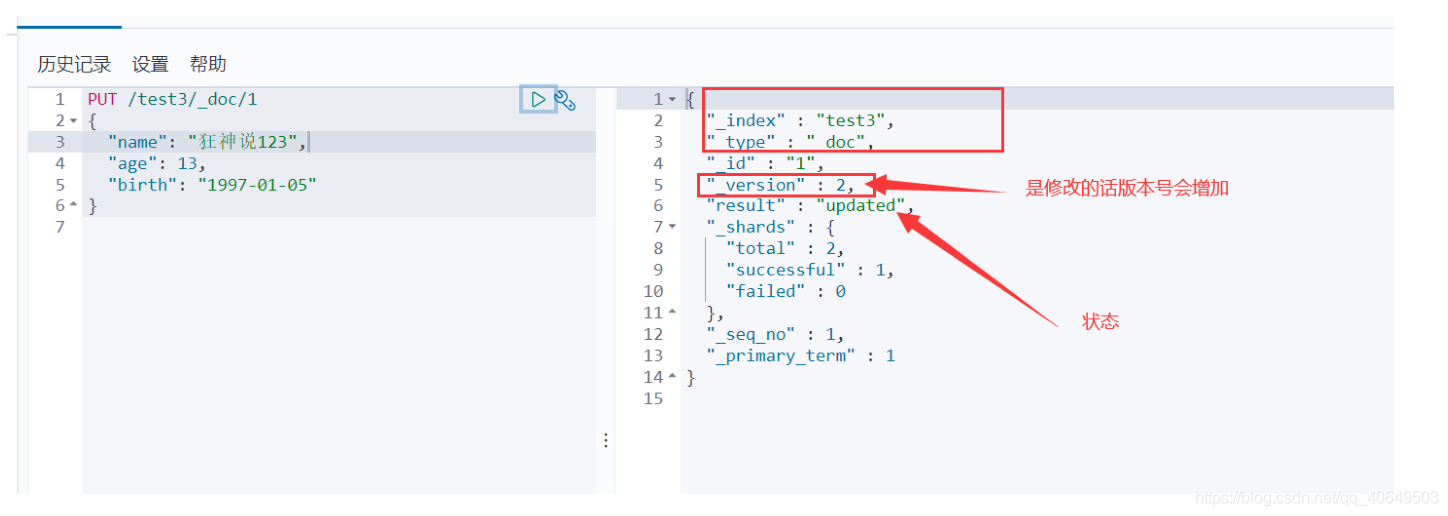 历史记录 设置 帮助
1 PUT /test3/_doc/1
2 {
3 "name": "狂神说123",
4 "age": 13,
5 "birth": "1997-01-05"
6 }
7
1 {
2 "_index" : "test3",
3 "_type" : "_doc",
4 "_id" : "1",
5 "_version" : 2,
是修改的话版本号会增加
6 "result" : "updated",
7 "_shards" : {
8 "total" : 2,
9 "successful" : 1,
10 "failed" : 0
11 },
状态
12 "_seq_no" : 1,
13 "_primary_term" : 1
14 }
15
https://blog.csdn.net/qq_40649503